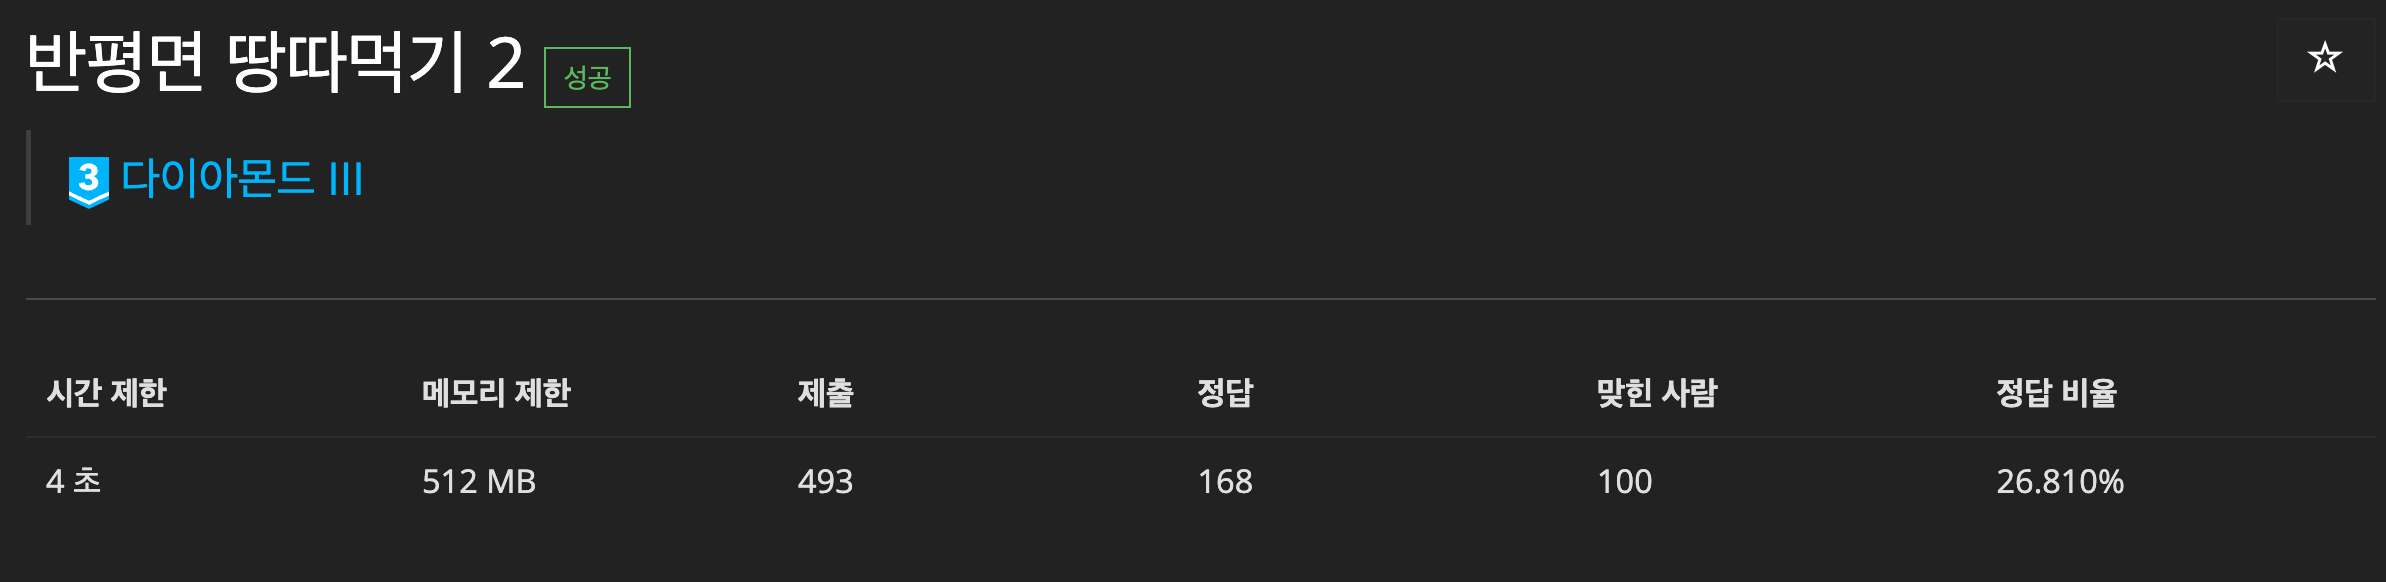 반평면 땅따먹기 2 성공
3 다이아몬드 III
시간 제한 메모리 제한 제출 정답 맞힌 사람 정답 비율
4 초 512 MB 493 168 100 26.810%